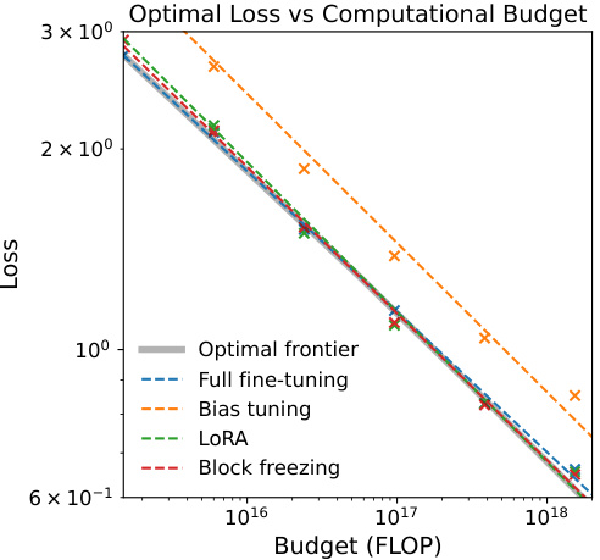 Optimal Loss vs Computational Budget
3 × 10⁰
2 × 10⁰
10⁰
6 × 10⁻¹
Loss
Optimal frontier
Full fine-tuning
Bias tuning
LoRA
Block freezing
10¹⁶
10¹⁷
10¹⁸
Budget (FLOP)